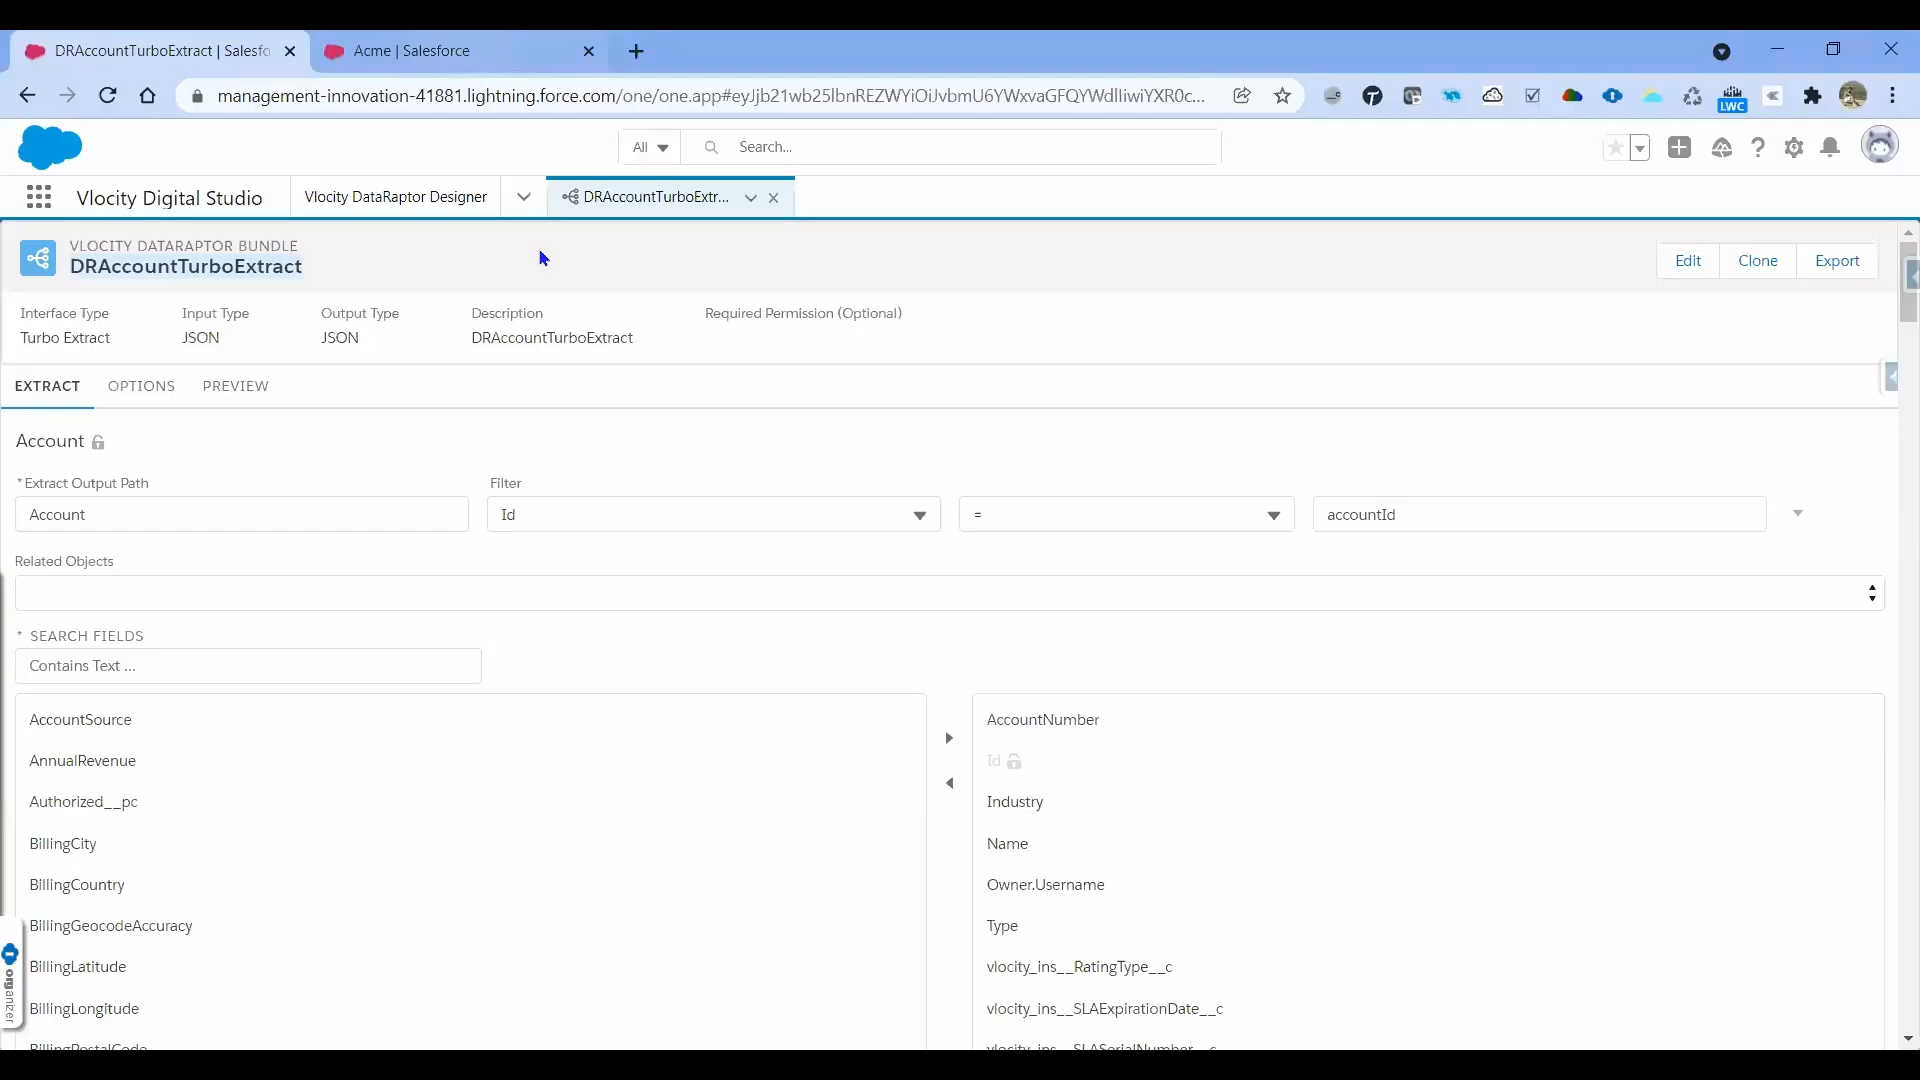 DRAccountTurboExtract | Salesfo
Acme | Salesforce
management-innovation-41881.lightning.force.com/one/one.app#eyJjb21wb25lbnREZWYiOiJvbmU6YWxvaGFQYWdlIiwiYXR0c...
LWC
All
Search...
Vlocity Digital Studio
Vlocity DataRaptor Designer
DRAccountTurboExtr...
VLOCITY DATARAPTOR BUNDLE
DRAccountTurboExtract
Edit
Clone
Export
Interface Type
Input Type
Output Type
Description
Required Permission (Optional)
Turbo Extract
JSON
JSON
DRAccountTurboExtract
EXTRACT
OPTIONS
PREVIEW
Account
* Extract Output Path
Filter
Account
Id
=
accountId
Related Objects
* SEARCH FIELDS
Contains Text ...
AccountSource
AccountNumber
AnnualRevenue
Id
Authorized__pc
Industry
BillingCity
Name
BillingCountry
Owner.Username
BillingGeocodeAccuracy
Type
BillingLatitude
vlocity_ins__RatingType__c
BillingLongitude
vlocity_ins__SLAExpirationDate__c
BillingPostalCode
vlocity_ins__SLASerialNumber__c
organizer